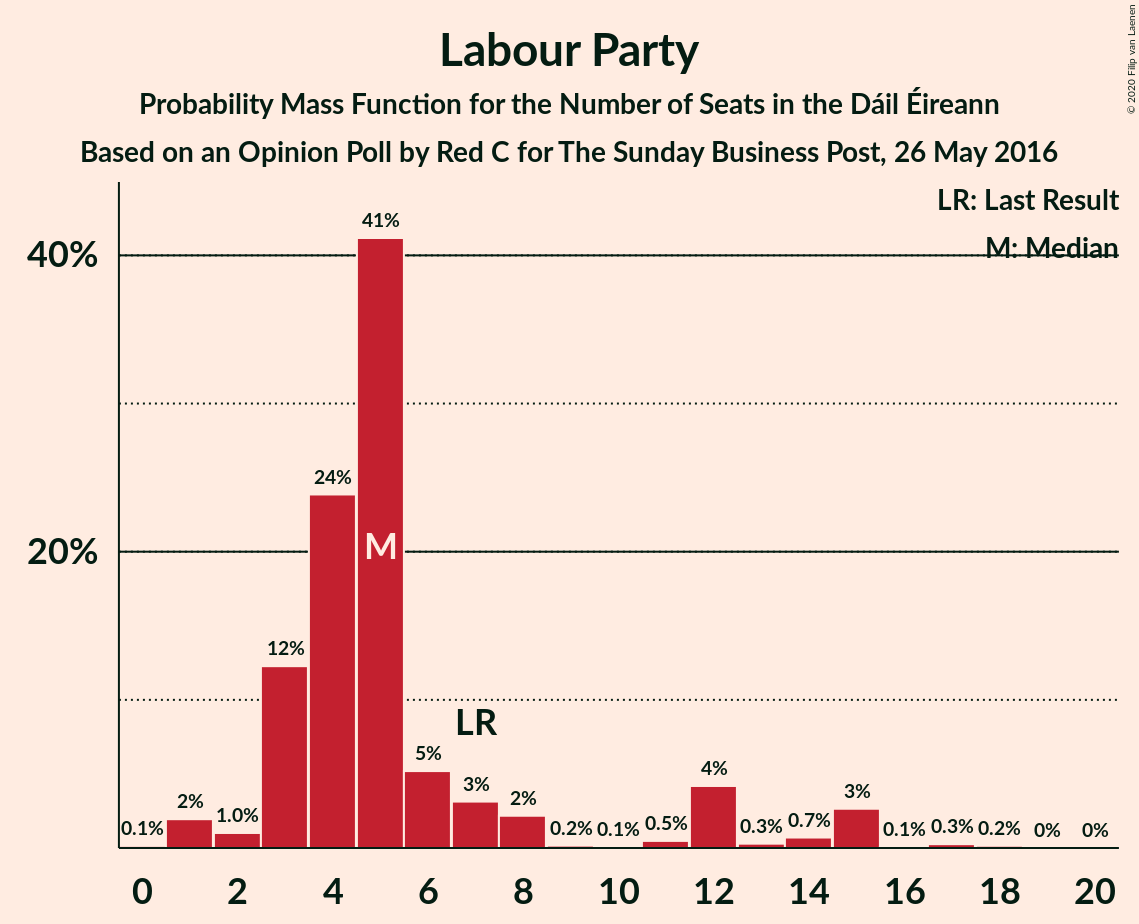 Labour Party
Probability Mass Function for the Number of Seats in the Dáil Éireann
Based on an Opinion Poll by Red C for The Sunday Business Post, 26 May 2016
© 2020 Filip van Laenen
LR: Last Result
M: Median
40%
20%
0.1%
2%
1.0%
12%
24%
41%
M
5%
LR
3%
2%
0.2%
0.1%
0.5%
4%
0.3%
0.7%
3%
0.1%
0.3%
0.2%
0%
0%
0 2 4 6 8 10 12 14 16 18 20